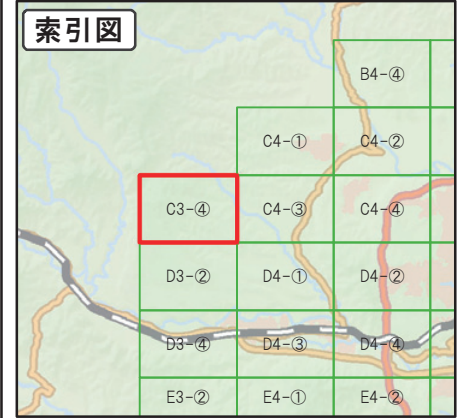 索引図
B4-④
C4-① C4-②
C3-④ C4-③ C4-④
D3-② D4-① D4-②
D3-④ D4-③ D4-④
E3-② E4-① E4-②